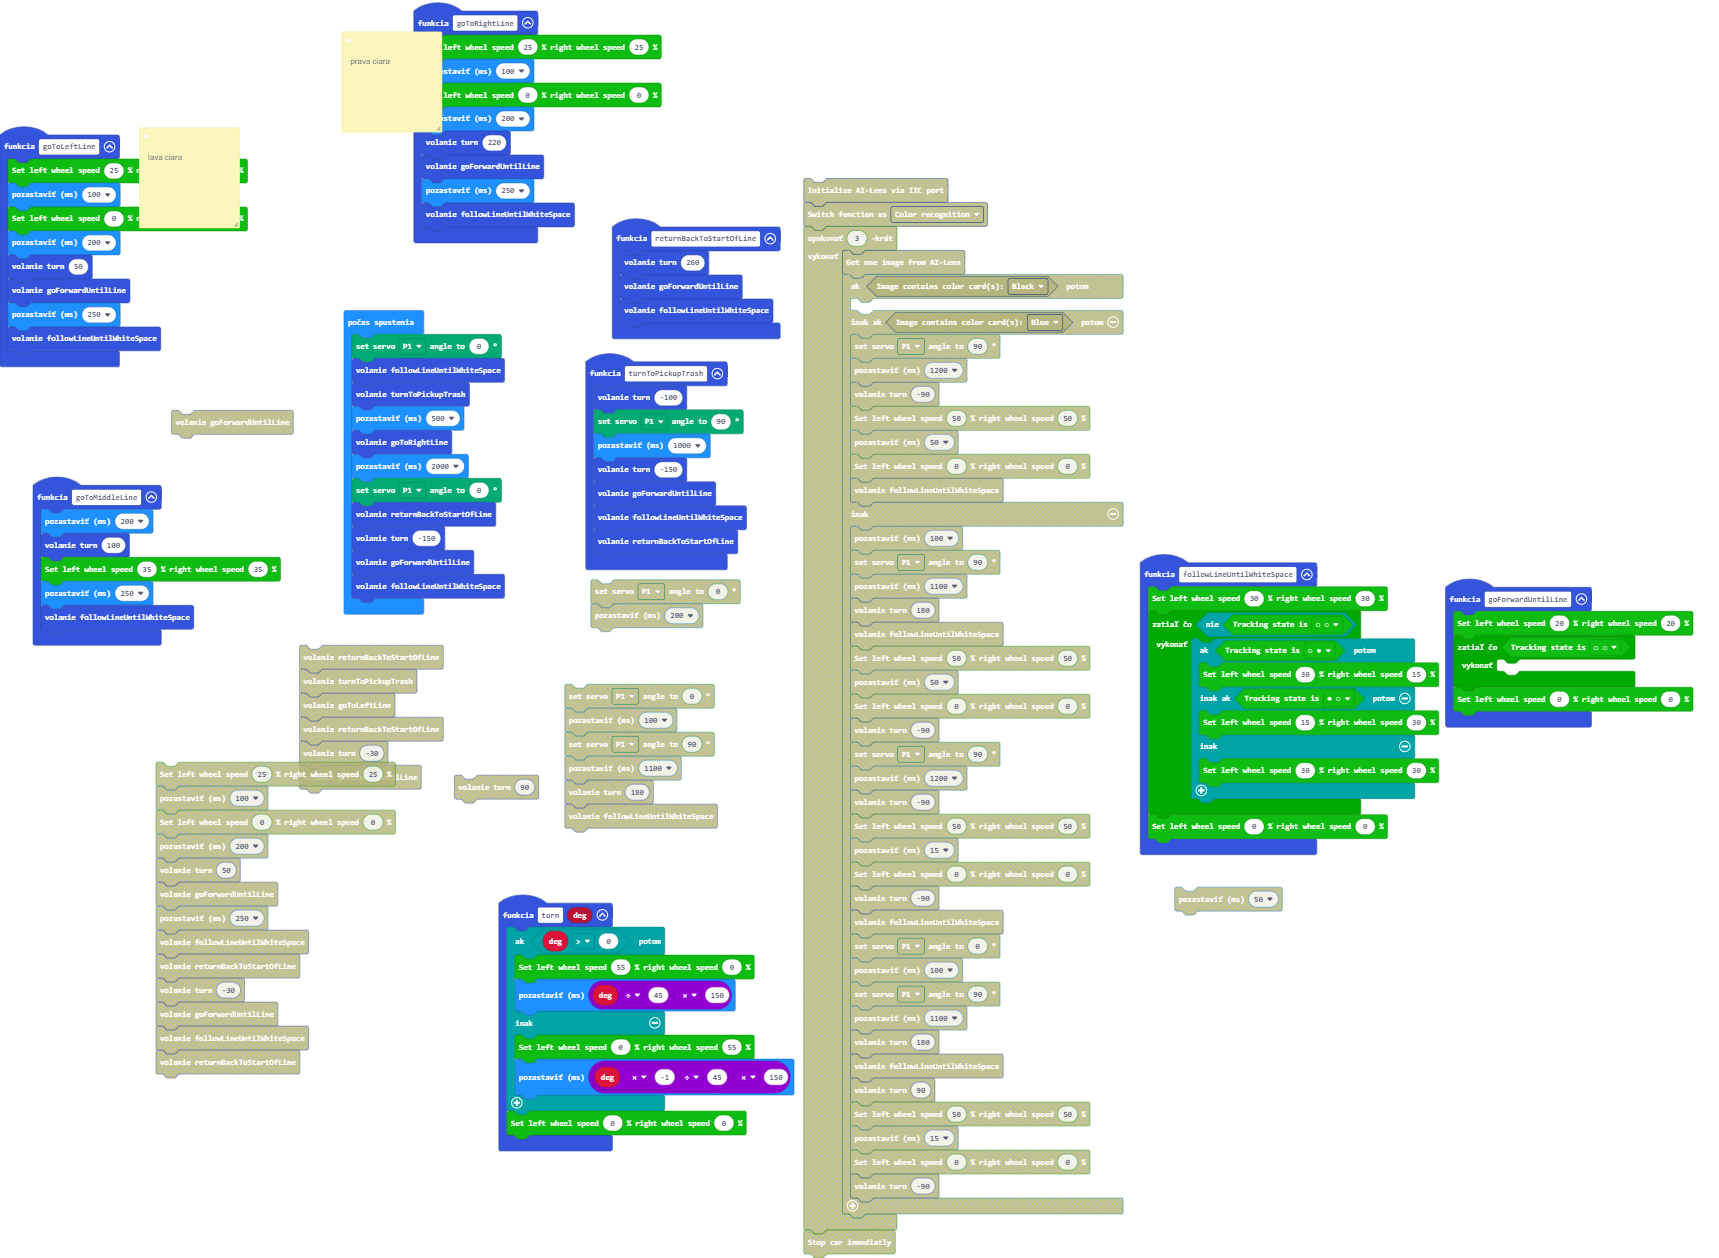 funkcia goToRightLine
left wheel speed 25 % right wheel speed 25 %
prava ciara
staviť (ms) 100
left wheel speed 0 % right wheel speed 0 %
ozastaviť (ms) 200
volanie turn 220
volanie goForwardUntilLine
pozastaviť (ms) 250
volanie followLineUntilWhiteSpace
funkcia goToLeftLine
Set left wheel speed 25 %
lava ciara
pozastaviť (ms) 100
Set left wheel speed 0 %
pozastaviť (ms) 200
volanie turn 50
volanie goForwardUntilLine
pozastaviť (ms) 250
volanie followLineUntilWhiteSpace
funkcia returnBackToStartOfLine
volanie turn 260
volanie goForwardUntilLine
volanie followLineUntilWhiteSpace
počas spustenia
set servo P1 angle to 0 °
volanie followLineUntilWhiteSpace
volanie turnToPickupTrash
pozastaviť (ms) 500
volanie goToRightLine
pozastaviť (ms) 2000
set servo P1 angle to 0 °
volanie returnBackToStartOfLine
volanie turn -150
volanie goForwardUntilLine
volanie followLineUntilWhiteSpace
funkcia turnToPickupTrash
volanie turn -100
set servo P1 angle to 90 °
pozastaviť (ms) 1000
volanie turn -150
volanie goForwardUntilLine
volanie followLineUntilWhiteSpace
volanie returnBackToStartOfLine
set servo P1 angle to 0 °
pozastaviť (ms) 200
volanie goForwardUntilLine
funkcia goToMiddleLine
pozastaviť (ms) 200
volanie turn 100
Set left wheel speed 35 % right wheel speed 35 %
pozastaviť (ms) 250
volanie followLineUntilWhiteSpace
volanie returnBackToStartOfLine
volanie turnToPickupTrash
volanie goToLeftLine
volanie returnBackToStartOfLine
volanie turn -30
lLine
Set left wheel speed 25 % right wheel speed 25 %
pozastaviť (ms) 100
Set left wheel speed 0 % right wheel speed 0 %
pozastaviť (ms) 200
volanie turn 50
volanie goForwardUntilLine
pozastaviť (ms) 250
volanie followLineUntilWhiteSpace
volanie returnBackToStartOfLine
volanie turn -30
volanie goForwardUntilLine
volanie followLineUntilWhiteSpace
volanie returnBackToStartOfLine
volanie turn 90
set servo P1 angle to 0 °
pozastaviť (ms) 100
set servo P1 angle to 90 °
pozastaviť (ms) 1100
volanie turn 180
volanie followLineUntilWhiteSpace
funkcia turn deg
ak deg > 0 potom
Set left wheel speed 55 % right wheel speed 0 %
pozastaviť (ms) deg ÷ 45 × 150
inak
Set left wheel speed 0 % right wheel speed 55 %
pozastaviť (ms) deg × -1 ÷ 45 × 150
Set left wheel speed 0 % right wheel speed 0 %
Initialize AI-Lens via IIC port
Switch function as Color recognition
opakovať 3 -krát
vykonať Get one image from AI-Lens
ak Image contains color card(s): Black potom
inak ak Image contains color card(s): Blue potom
set servo P1 angle to 90 °
pozastaviť (ms) 1200
volanie turn -90
Set left wheel speed 50 % right wheel speed 50 %
pozastaviť (ms) 50
Set left wheel speed 0 % right wheel speed 0 %
volanie followLineUntilWhiteSpace
inak
pozastaviť (ms) 100
set servo P1 angle to 90 °
pozastaviť (ms) 1100
volanie turn 180
volanie followLineUntilWhiteSpace
Set left wheel speed 50 % right wheel speed 50 %
pozastaviť (ms) 50
Set left wheel speed 0 % right wheel speed 0 %
volanie turn -90
set servo P1 angle to 90 °
pozastaviť (ms) 1200
volanie turn -90
Set left wheel speed 50 % right wheel speed 50 %
pozastaviť (ms) 15
Set left wheel speed 0 % right wheel speed 0 %
volanie turn -90
volanie followLineUntilWhiteSpace
set servo P1 angle to 0 °
pozastaviť (ms) 100
set servo P1 angle to 90 °
pozastaviť (ms) 1100
volanie turn 180
volanie followLineUntilWhiteSpace
volanie turn 90
Set left wheel speed 50 % right wheel speed 50 %
pozastaviť (ms) 15
Set left wheel speed 0 % right wheel speed 0 %
volanie turn -90
Stop car immediatly
funkcia followLineUntilWhiteSpace
Set left wheel speed 30 % right wheel speed 30 %
zatiaľ čo nie Tracking state is ○ ○
vykonať ak Tracking state is ○ ● potom
Set left wheel speed 30 % right wheel speed 15 %
inak ak Tracking state is ● ○ potom
Set left wheel speed 15 % right wheel speed 30 %
inak
Set left wheel speed 30 % right wheel speed 30 %
Set left wheel speed 0 % right wheel speed 0 %
pozastaviť (ms) 50
funkcia goForwardUntilLine
Set left wheel speed 20 % right wheel speed 20 %
zatiaľ čo Tracking state is ○ ○
vykonať
Set left wheel speed 0 % right wheel speed 0 %